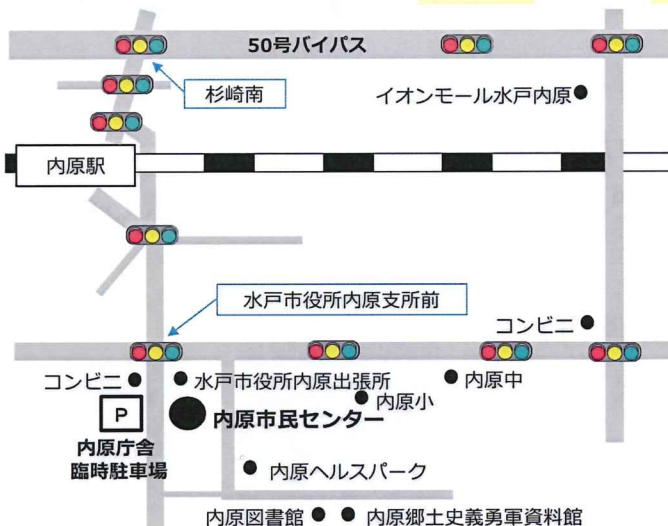 50号バイパス
杉崎南
イオンモール水戸内原
内原駅
水戸市役所内原支所前
コンビニ
コンビニ
水戸市役所内原出張所
内原中
内原小
P
内原市民センター
内原庁舎
臨時駐車場
内原ヘルスパーク
内原図書館
内原郷土史義勇軍資料館